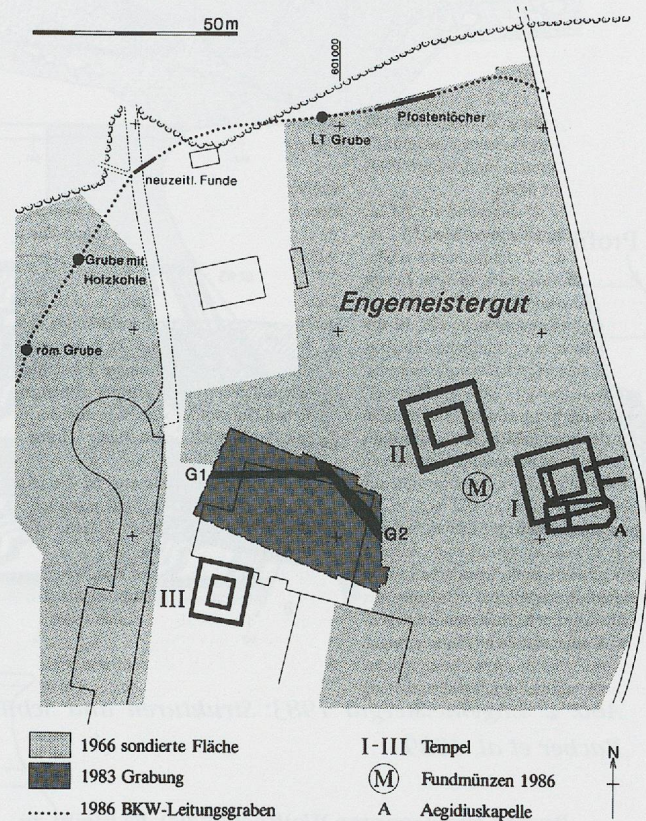 50m
601000
Pfostenlöcher
LT Grube
neuzeitl. Funde
Grube mit
Holzkohle
Engemeistergut
röm. Grube
II
M
G1
I
A
G2
III
1966 sondierte Fläche
1983 Grabung
1986 BKW-Leitungsgraben
I-III Tempel
M Fundmünzen 1986
A Aegidiuskapelle
N